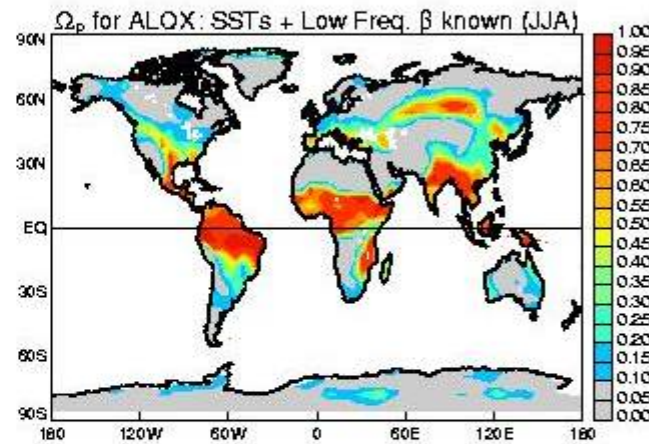 Ωp for ALOX: SSTs + Low Freq. β known (JJA)
90N
60N
30N
EQ
30S
60S
90S
180 120W 60W 0 60E 120E 180
1.00
0.95
0.90
0.85
0.80
0.75
0.70
0.65
0.60
0.55
0.50
0.45
0.40
0.35
0.30
0.25
0.20
0.15
0.10
0.05
0.00